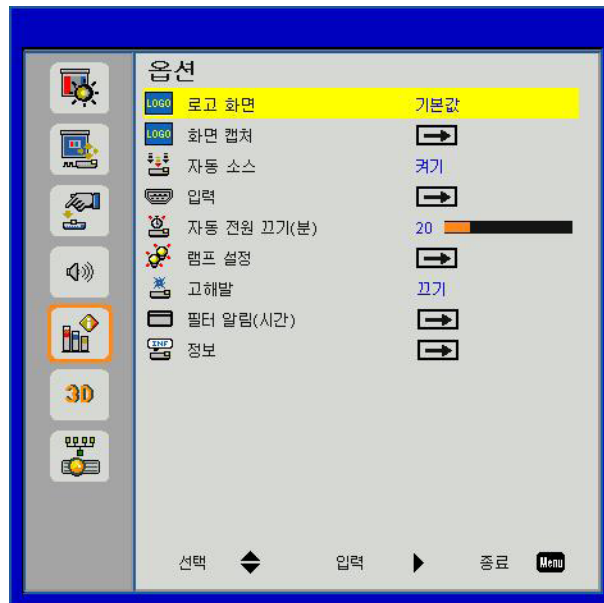 옵션
LOGO 로고 화면 기본값
LOGO 화면 캡처
자동 소스 켜기
입력
자동 전원 끄기(분) 20
램프 설정
고해발 끄기
필터 알림(시간)
INF 정보
3D
선택 입력 종료 Menu